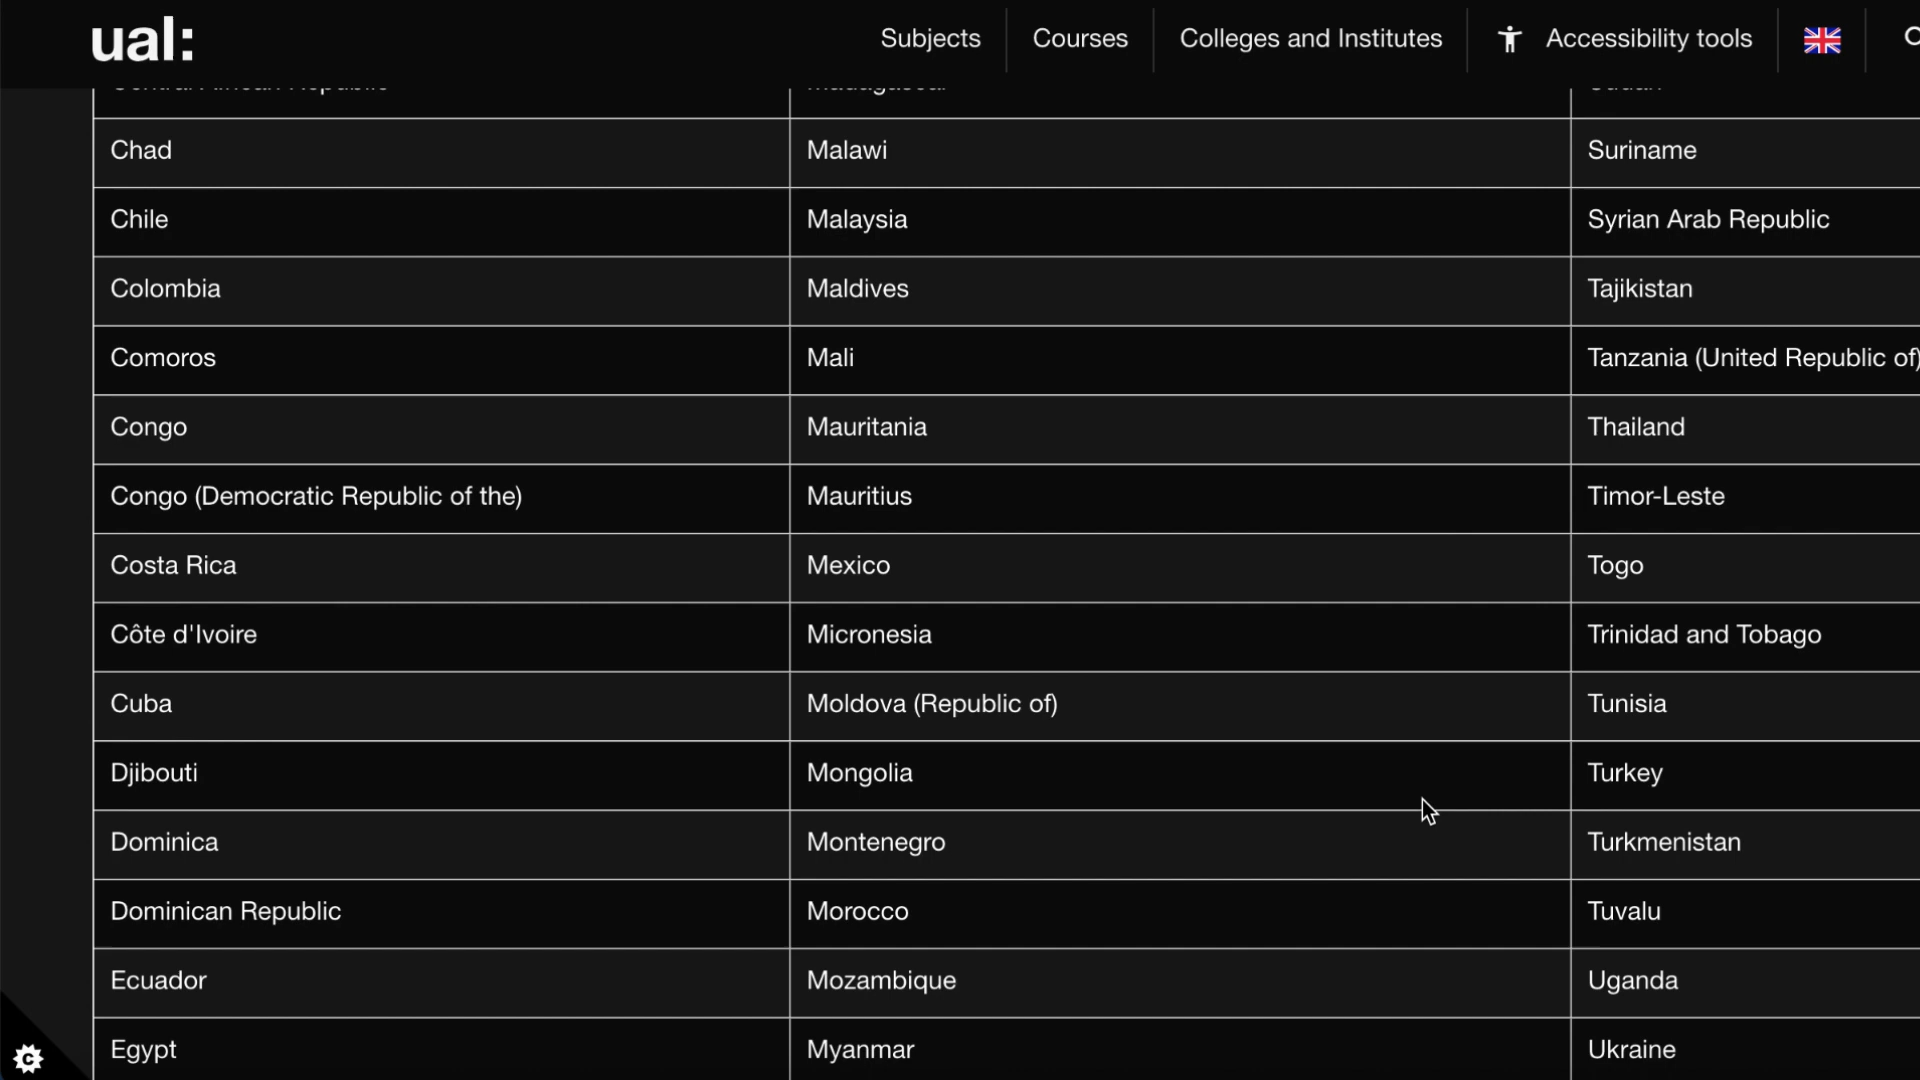 ual:
Subjects
Courses
Colleges and Institutes
Accessibility tools
Chad Malawi Suriname
Chile Malaysia Syrian Arab Republic
Colombia Maldives Tajikistan
Comoros Mali Tanzania (United Republic of)
Congo Mauritania Thailand
Congo (Democratic Republic of the) Mauritius Timor-Leste
Costa Rica Mexico Togo
Côte d'Ivoire Micronesia Trinidad and Tobago
Cuba Moldova (Republic of) Tunisia
Djibouti Mongolia Turkey
Dominica Montenegro Turkmenistan
Dominican Republic Morocco Tuvalu
Ecuador Mozambique Uganda
Egypt Myanmar Ukraine